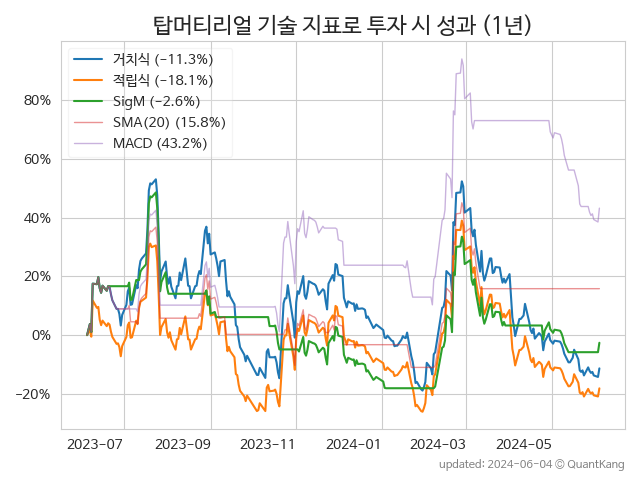 탑머티리얼 기술 지표로 투자 시 성과 (1년)
거치식 (−11.3%)
적립식 (−18.1%)
SigM (−2.6%)
SMA(20) (15.8%)
MACD (43.2%)
80%
60%
40%
20%
0%
−20%
2023-07 2023-09 2023-11 2024-01 2024-03 2024-05
updated: 2024-06-04 © QuantKang